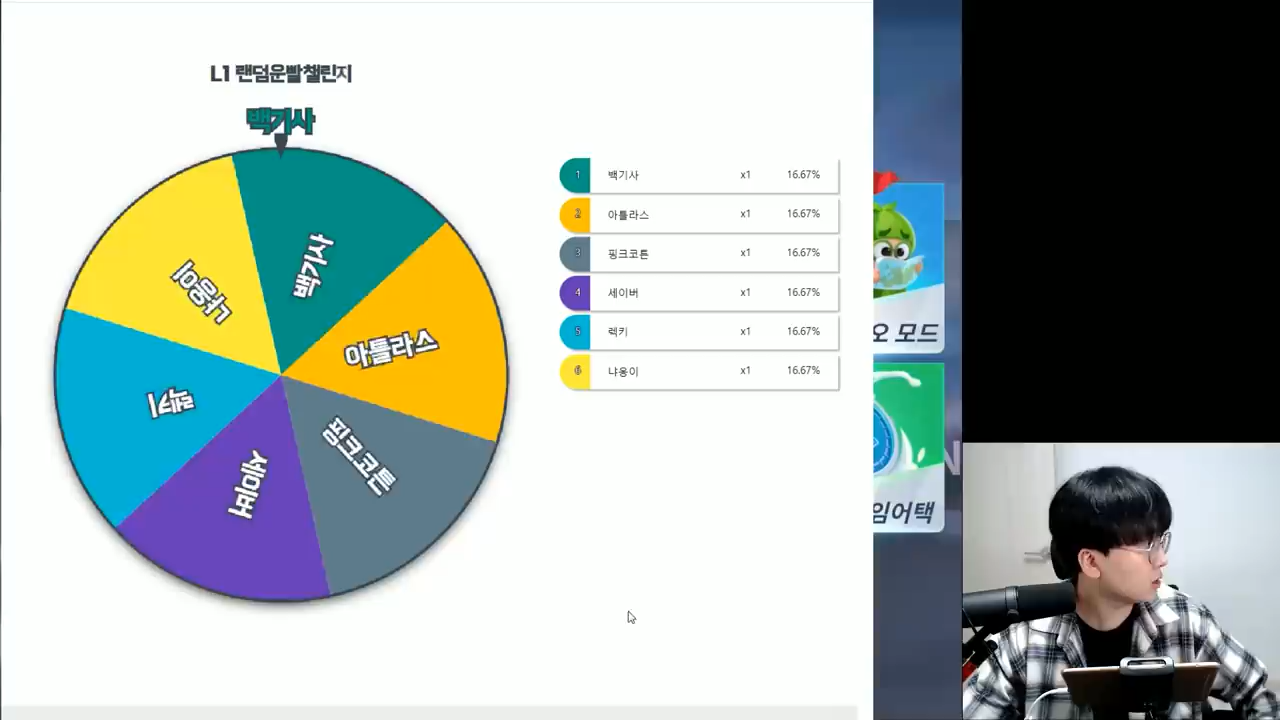 L1 랜덤운빨챌린지
백기사
백기사
아틀라스
핑크코튼
세이버
렉키
냐옹이
1 백기사 x1 16.67%
2 아틀라스 x1 16.67%
3 핑크코튼 x1 16.67%
4 세이버 x1 16.67%
5 렉키 x1 16.67%
6 냐옹이 x1 16.67%
오 모드
N
임어택